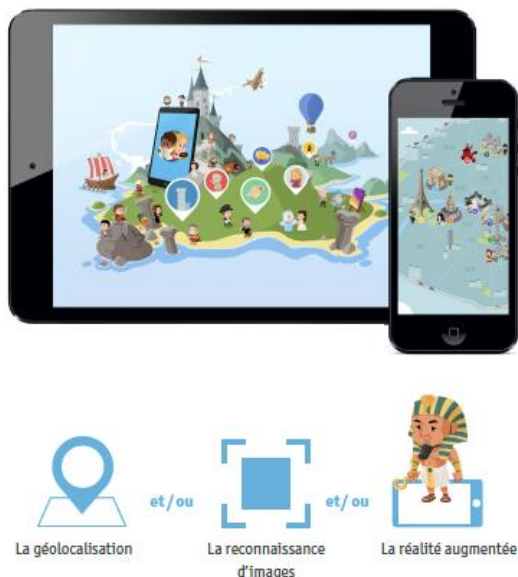 et/ou
et/ou
La géolocalisation
La reconnaissance
d'images
La réalité augmentée